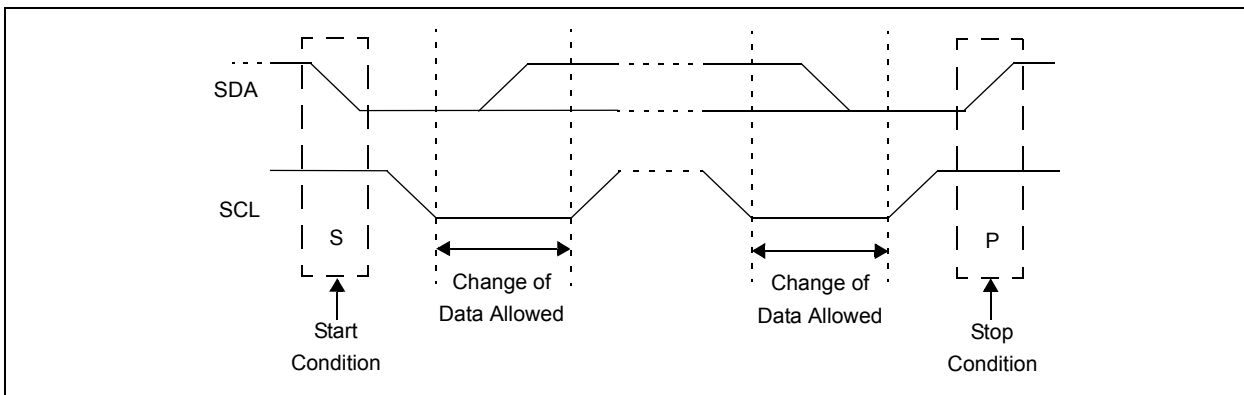 SDA
SCL
S
P
Change of
Data Allowed
Change of
Data Allowed
Start
Condition
Stop
Condition